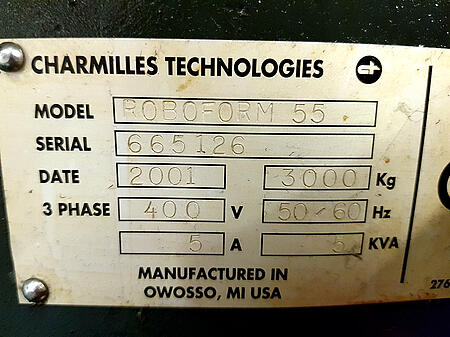 CHARMILLES TECHNOLOGIES
MODEL ROBOFORM 55
SERIAL 665126
DATE 2001 3000 Kg
3 PHASE 400 V 50/60 Hz
5 A 5 KVA
MANUFACTURED IN
OWOSSO, MI USA
276